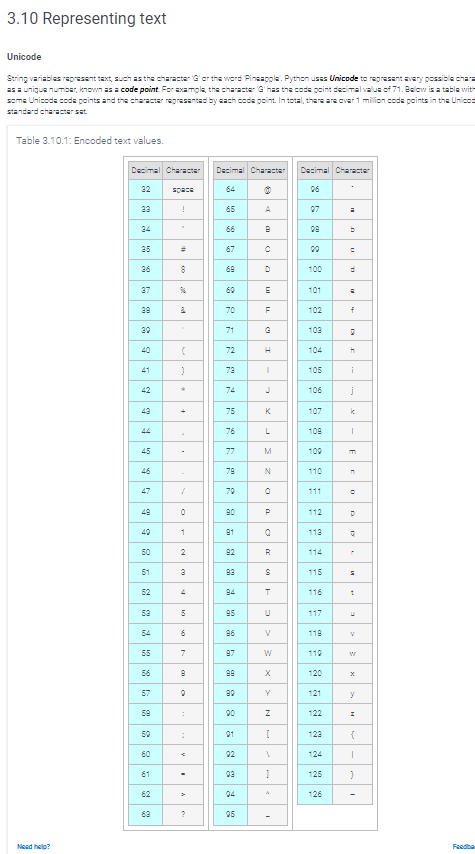 3.10 Representing text
Unicode
String variables represent text, such as the character 'G' or the word 'Pineapple'. Python uses Unicode to represent every possible chara
as a unique number, known as a code point. For example, the character 'G' has the code point decimal value of 71. Below is a table with
some Unicode code points and the character represented by each code point. In total, there are over 1 million code points in the Unicod
standard character set.
Table 3.10.1: Encoded text values.
Decimal Character Decimal Character Decimal Character
32 space 64 @ 96 `
33 ! 65 A 97 a
34 " 66 B 98 b
35 # 67 C 99 c
36 $ 68 D 100 d
37 % 69 E 101 e
38 & 70 F 102 f
39 ' 71 G 103 g
40 ( 72 H 104 h
41 ) 73 I 105 i
42 * 74 J 106 j
43 + 75 K 107 k
44 , 76 L 108 l
45 - 77 M 109 m
46 . 78 N 110 n
47 / 79 O 111 o
48 0 80 P 112 p
49 1 81 Q 113 q
50 2 82 R 114 r
51 3 83 S 115 s
52 4 84 T 116 t
53 5 85 U 117 u
54 6 86 V 118 v
55 7 87 W 119 w
56 8 88 X 120 x
57 9 89 Y 121 y
58 : 90 Z 122 z
59 ; 91 [ 123 {
60 < 92 \ 124 |
61 = 93 ] 125 }
62 > 94 ^ 126 ~
63 ? 95 _
Need help? Feedba